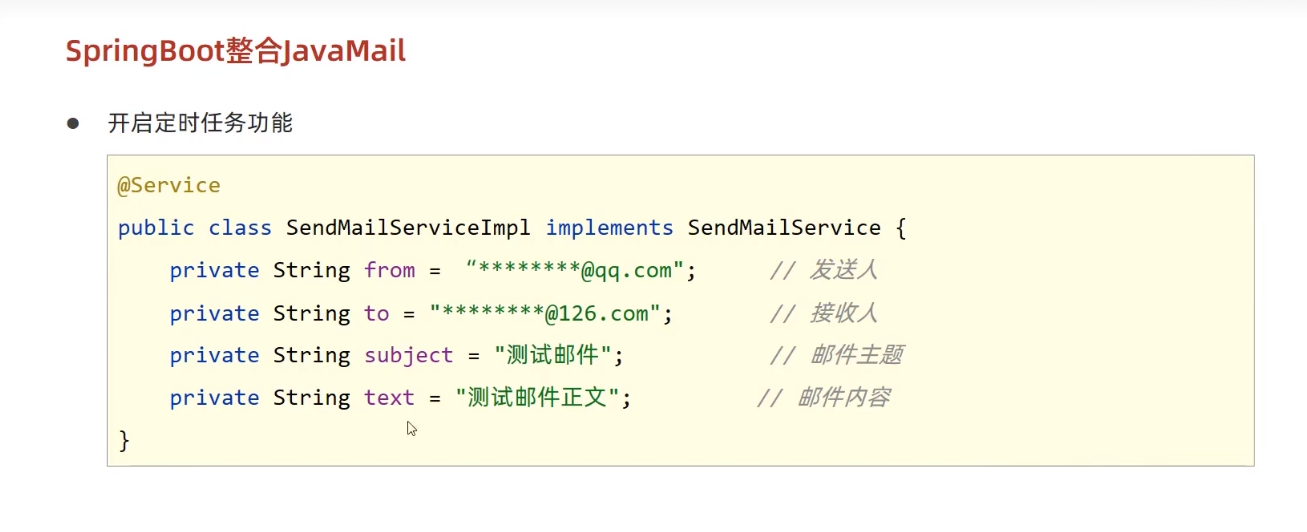 SpringBoot整合JavaMail
● 开启定时任务功能
@Service
public class SendMailServiceImpl implements SendMailService {
    private String from = “********@qq.com"; // 发送人
    private String to = "********@126.com"; // 接收人
    private String subject = "测试邮件"; // 邮件主题
    private String text = "测试邮件正文"; // 邮件内容
}